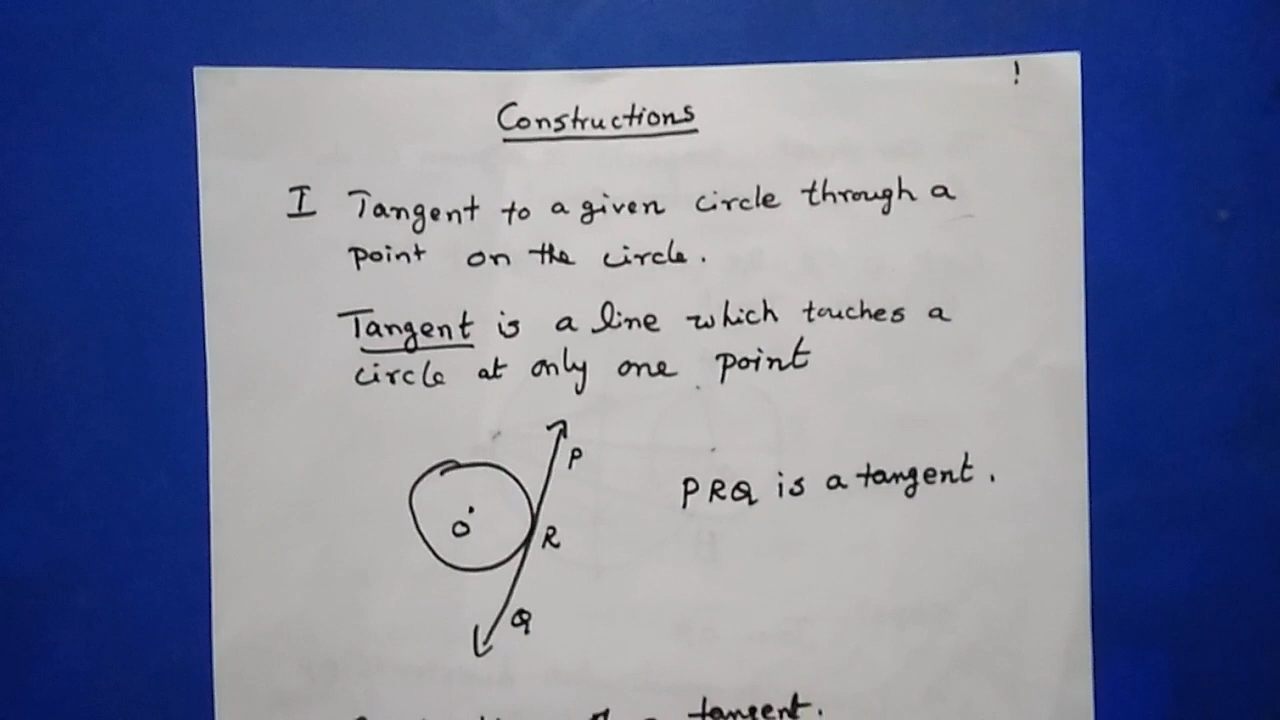 !
Constructions
I Tangent to a given circle through a
point on the circle.
Tangent is a line which touches a
circle at only one point
P
PRQ is a tangent.
O
R
Q
tangent.